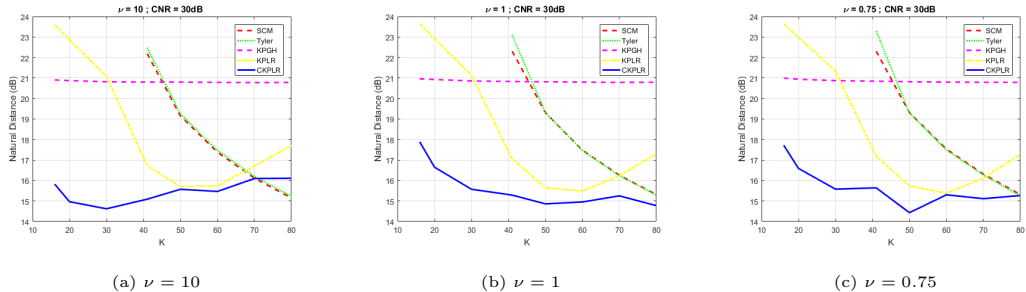 ν = 10 ; CNR = 30dB
24
23
22
21
20
19
18
17
16
15
14
Natural Distance (dB)
10 20 30 40 50 60 70 80
K
SCM
Tyler
KPGH
KPLR
CKPLR
(a) ν = 10
ν = 1 ; CNR = 30dB
24
23
22
21
20
19
18
17
16
15
14
Natural Distance (dB)
10 20 30 40 50 60 70 80
K
SCM
Tyler
KPGH
KPLR
CKPLR
(b) ν = 1
ν = 0.75 ; CNR = 30dB
24
23
22
21
20
19
18
17
16
15
14
Natural Distance (dB)
10 20 30 40 50 60 70 80
K
SCM
Tyler
KPGH
KPLR
CKPLR
(c) ν = 0.75